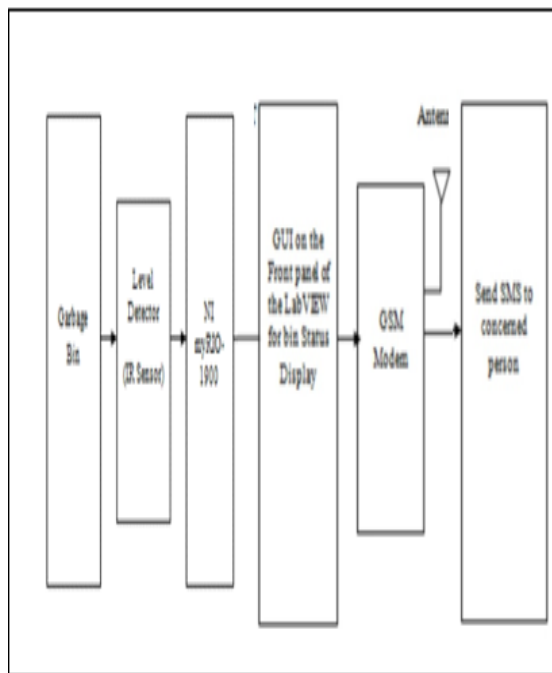 Garbage
Bin
Level
Detector
(IR Sensor)
NI
myRIO-
1900
GUI on the
Front panel of
the LabVIEW
for bin Status
Display
Antem
GSM
Modem
Send SMS to
concerned
person